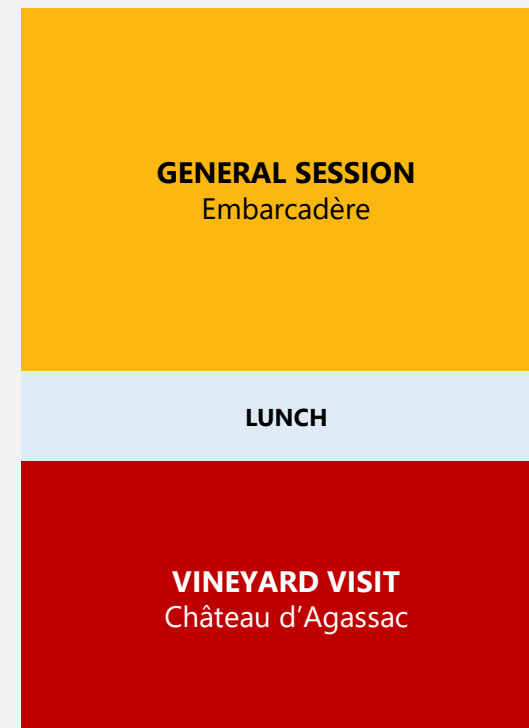 GENERAL SESSION
Embarcadère
LUNCH
VINEYARD VISIT
Château d’Agassac